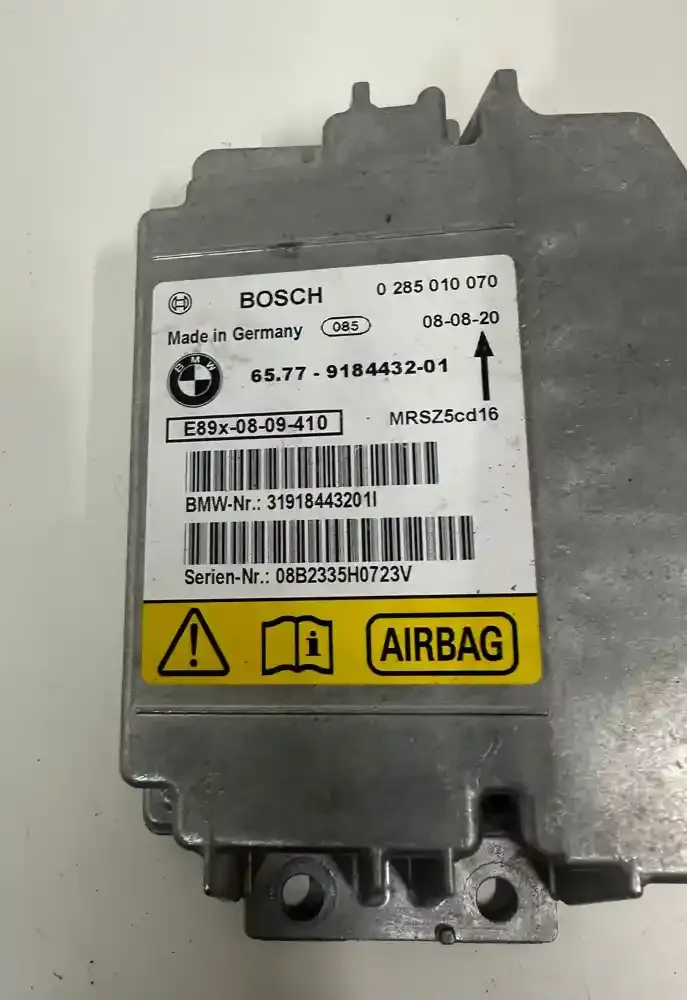 BOSCH 0 285 010 070
Made in Germany 085 08-08-20
BMW 65.77 - 9184432-01
E89x-08-09-410 MRSZ5cd16
BMW-Nr.: 31918443201I
Serien-Nr.: 08B2335H0723V
i AIRBAG